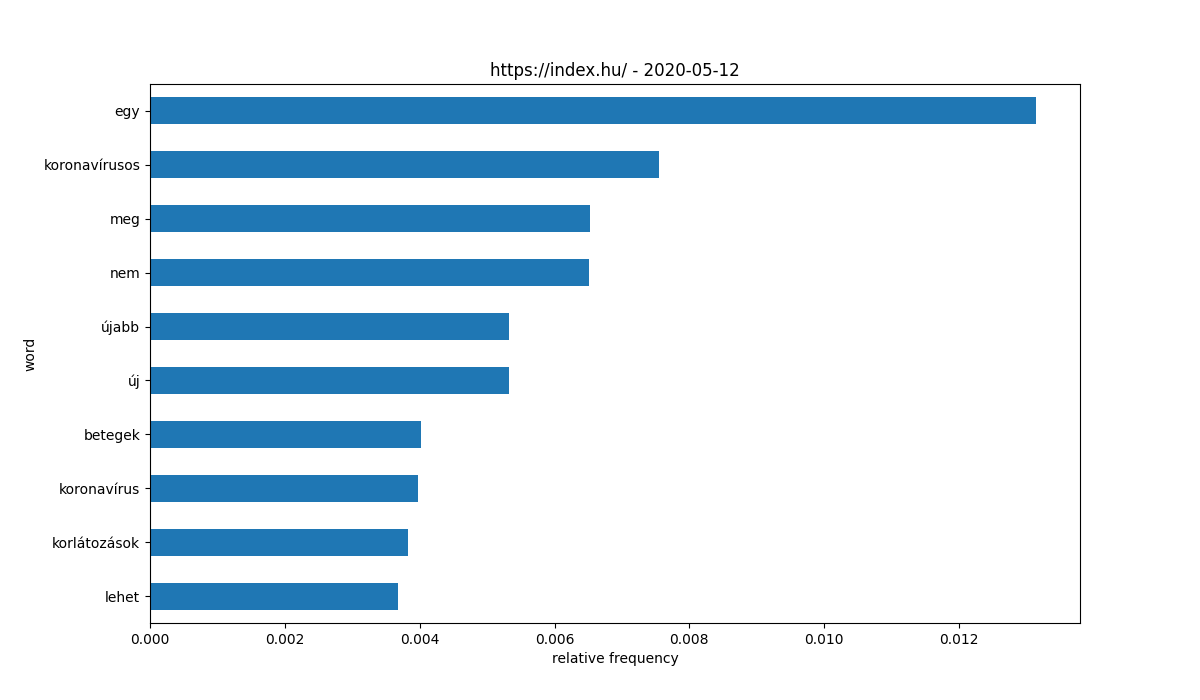 https://index.hu/ - 2020-05-12
egy
koronavírusos
meg
nem
újabb
új
betegek
koronavírus
korlátozások
lehet
word
0.000 0.002 0.004 0.006 0.008 0.010 0.012
relative frequency